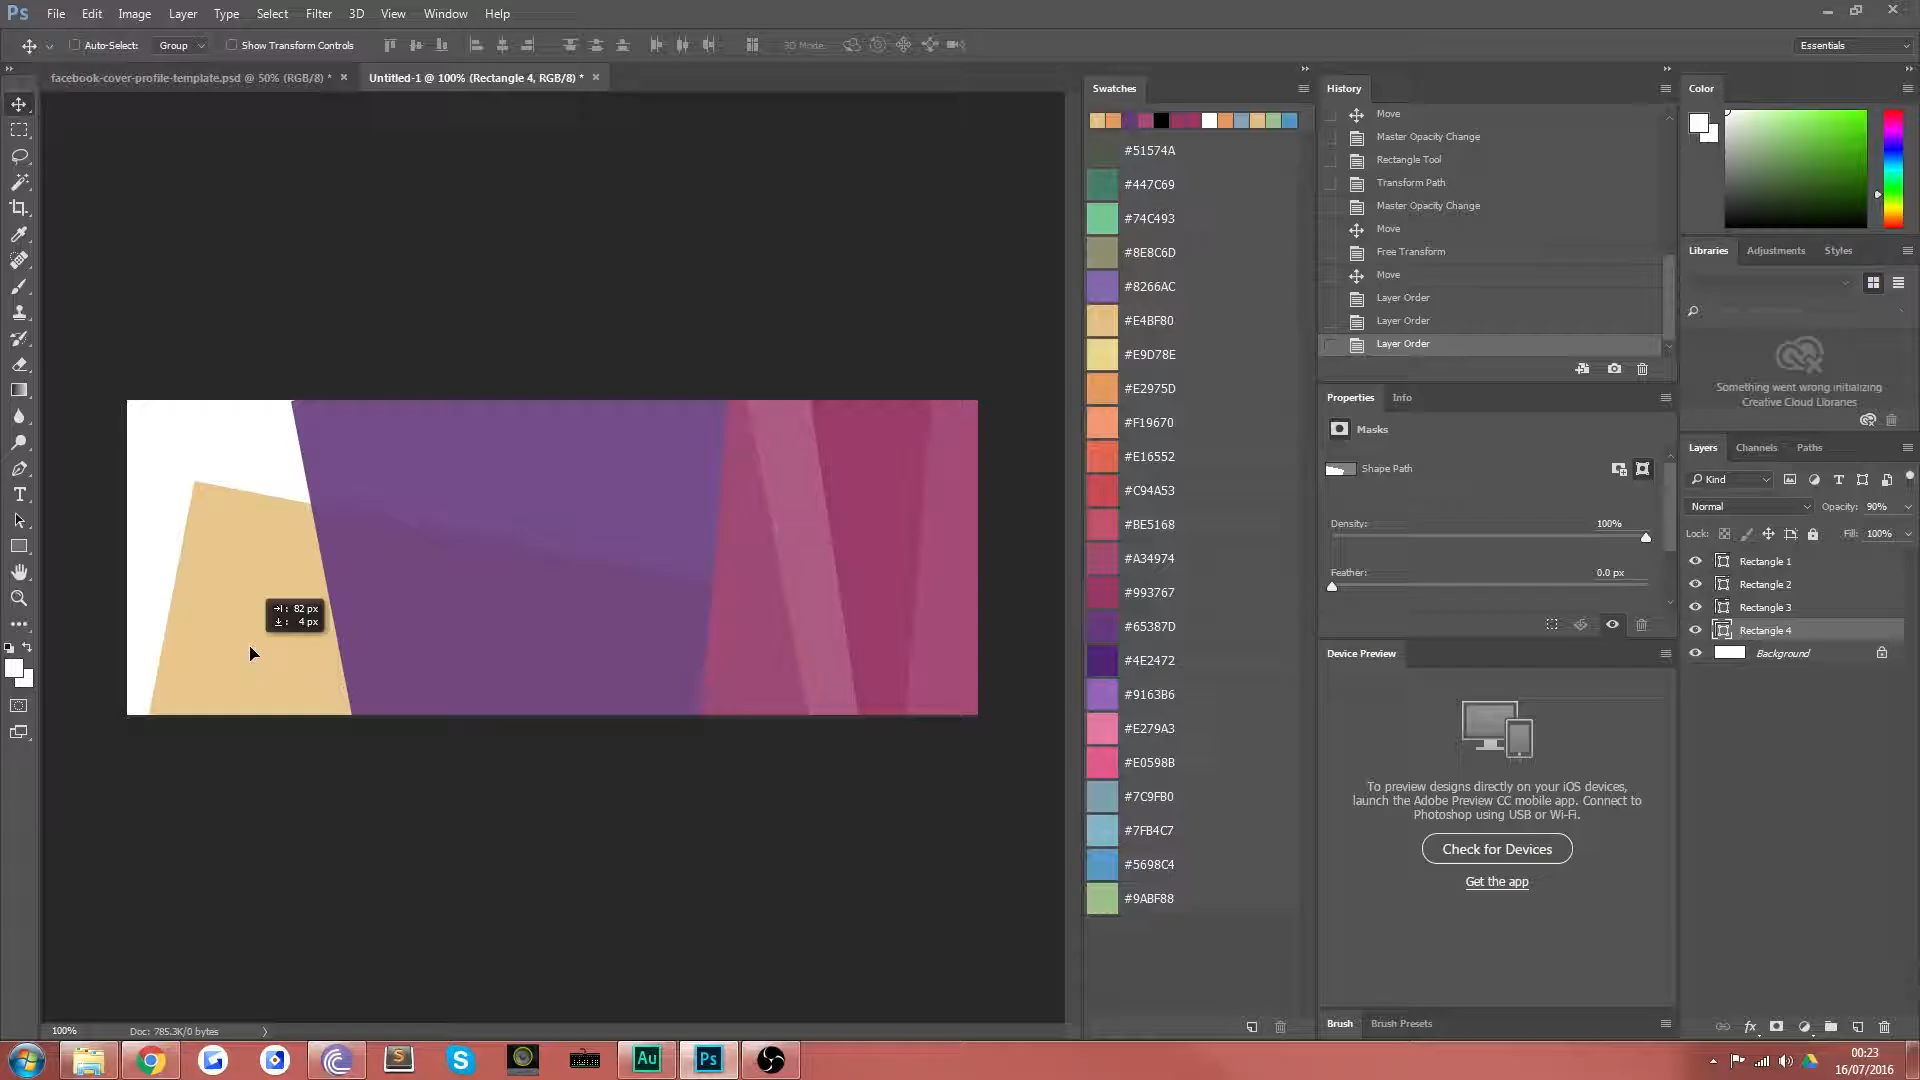 Ps File Edit Image Layer Type Select Filter 3D View Window Help
Auto-Select: Group Show Transform Controls 3D Mode: Essentials
facebook-cover-profile-template.psd @ 50% (RGB/8) * × Untitled-1 @ 100% (Rectangle 4, RGB/8) * ×
Swatches
#51574A
#447C69
#74C493
#8E8C6D
#8266AC
#E4BF80
#E9D78E
#E2975D
#F19670
#E16552
#C94A53
#BE5168
#A34974
#993767
#65387D
#4E2472
#9163B6
#E279A3
#E0598B
#7C9FB0
#7FB4C7
#5698C4
#9ABF88
History
Move
Master Opacity Change
Rectangle Tool
Transform Path
Master Opacity Change
Move
Free Transform
Move
Layer Order
Layer Order
Layer Order
Properties Info
Masks
Shape Path
Density: 100%
Feather: 0.0 px
Device Preview
To preview designs directly on your iOS devices,
launch the Adobe Preview CC mobile app. Connect to
Photoshop using USB or Wi-Fi.
Check for Devices
Get the app
Brush Brush Presets
Color
Libraries Adjustments Styles
Something went wrong initializing
Creative Cloud Libraries
Layers Channels Paths
Kind
Normal Opacity: 90%
Lock: Fill: 100%
Rectangle 1
Rectangle 2
Rectangle 3
Rectangle 4
Background
: 82 px
: 4 px
100% Doc: 785.3K/0 bytes
Au Ps
00:23
16/07/2016